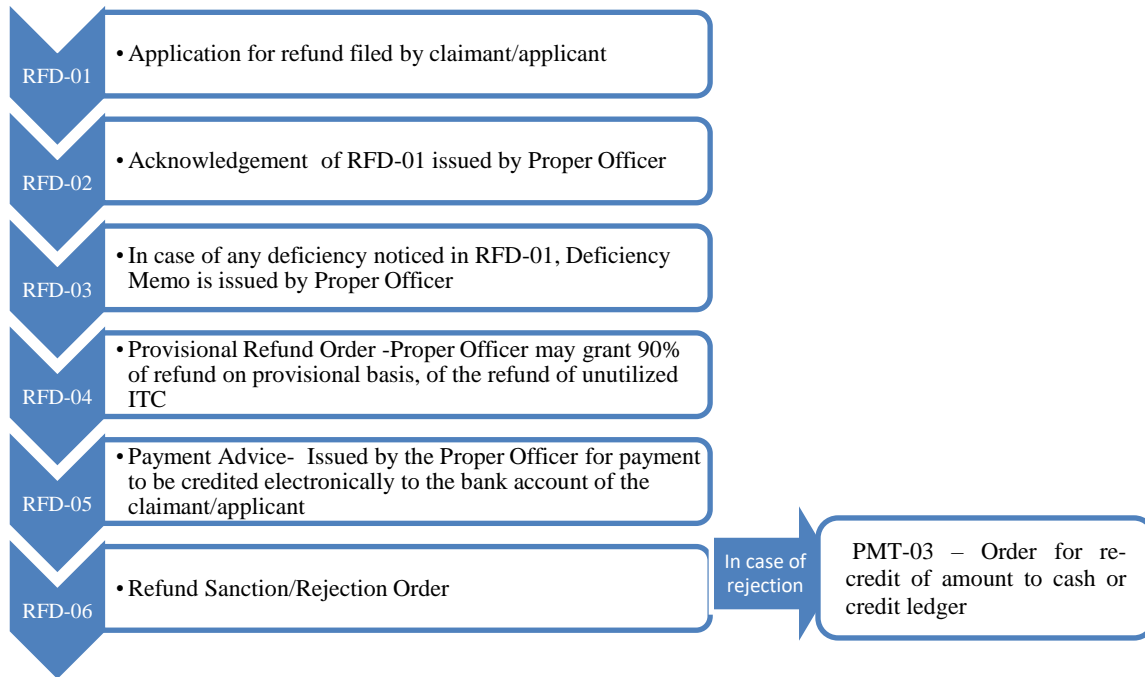 RFD-01
• Application for refund filed by claimant/applicant
RFD-02
• Acknowledgement of RFD-01 issued by Proper Officer
RFD-03
• In case of any deficiency noticed in RFD-01, Deficiency
Memo is issued by Proper Officer
RFD-04
• Provisional Refund Order -Proper Officer may grant 90%
of refund on provisional basis, of the refund of unutilized
ITC
RFD-05
• Payment Advice- Issued by the Proper Officer for payment
to be credited electronically to the bank account of the
claimant/applicant
RFD-06
• Refund Sanction/Rejection Order
In case of
rejection
PMT-03 – Order for re-
credit of amount to cash or
credit ledger